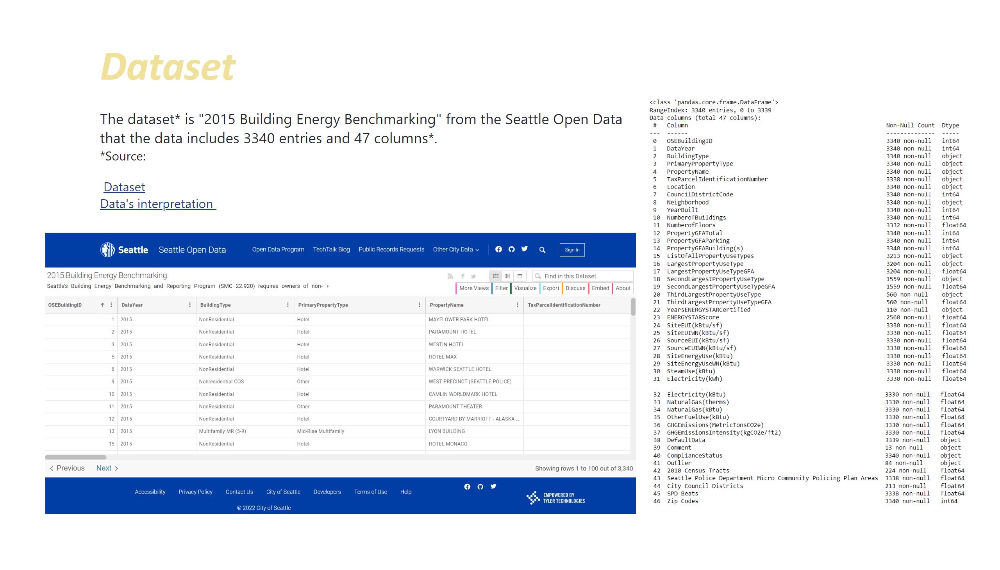 Dataset
The dataset* is "2015 Building Energy Benchmarking" from the Seattle Open Data
that the data includes 3340 entries and 47 columns*.
*Source:
Dataset
Data's interpretation
Seattle Seattle Open Data Open Data Program TechTalk Blog Public Records Requests Other City Data Sign In
2015 Building Energy Benchmarking Find in this Dataset
Seattle's Building Energy Benchmarking and Reporting Program (SMC 22.920) requires owners of non-
More Views Filter Visualize Export Discuss Embed About
OSEBuildingID DataYear BuildingType PrimaryPropertyType PropertyName TaxParcelIdentificationNumber
1 2015 NonResidential Hotel MAYFLOWER PARK HOTEL
2 2015 NonResidential Hotel PARAMOUNT HOTEL
3 2015 NonResidential Hotel WESTIN HOTEL
5 2015 NonResidential Hotel HOTEL MAX
8 2015 NonResidential Hotel WARWICK SEATTLE HOTEL
9 2015 Nonresidential COS Other WEST PRECINCT (SEATTLE POLICE)
10 2015 NonResidential Hotel CAMLIN WORLDMARK HOTEL
11 2015 NonResidential Other PARAMOUNT THEATER
12 2015 NonResidential Hotel COURTYARD BY MARRIOTT - ALASKA ...
13 2015 Multifamily MR (5-9) Mid-Rise Multifamily LYON BUILDING
15 2015 NonResidential Hotel HOTEL MONACO
Previous Next Showing rows 1 to 100 out of 3,340
Accessibility Privacy Policy Contact Us City of Seattle Developers Terms of Use Help
EMPOWERED BY
TYLER TECHNOLOGIES
© 2022 City of Seattle
<class 'pandas.core.frame.DataFrame'>
RangeIndex: 3340 entries, 0 to 3339
Data columns (total 47 columns):
# Column Non-Null Count Dtype
--- ------ -------------- -----
0 OSEBuildingID 3340 non-null int64
1 DataYear 3340 non-null int64
2 BuildingType 3340 non-null object
3 PrimaryPropertyType 3340 non-null object
4 PropertyName 3340 non-null object
5 TaxParcelIdentificationNumber 3338 non-null object
6 Location 3340 non-null object
7 CouncilDistrictCode 3340 non-null int64
8 Neighborhood 3340 non-null object
9 YearBuilt 3340 non-null int64
10 NumberofBuildings 3340 non-null int64
11 NumberofFloors 3332 non-null float64
12 PropertyGFATotal 3340 non-null int64
13 PropertyGFAParking 3340 non-null int64
14 PropertyGFABuilding(s) 3340 non-null int64
15 ListOfAllPropertyUseTypes 3213 non-null object
16 LargestPropertyUseType 3204 non-null object
17 LargestPropertyUseTypeGFA 3204 non-null float64
18 SecondLargestPropertyUseType 1559 non-null object
19 SecondLargestPropertyUseTypeGFA 1559 non-null float64
20 ThirdLargestPropertyUseType 560 non-null object
21 ThirdLargestPropertyUseTypeGFA 560 non-null float64
22 YearsENERGYSTARCertified 110 non-null object
23 ENERGYSTARScore 2560 non-null float64
24 SiteEUI(kBtu/sf) 3330 non-null float64
25 SiteEUIWN(kBtu/sf) 3330 non-null float64
26 SourceEUI(kBtu/sf) 3330 non-null float64
27 SourceEUIWN(kBtu/sf) 3330 non-null float64
28 SiteEnergyUse(kBtu) 3330 non-null float64
29 SiteEnergyUseWN(kBtu) 3330 non-null float64
30 SteamUse(kBtu) 3330 non-null float64
31 Electricity(kWh) 3330 non-null float64
32 Electricity(kBtu) 3330 non-null float64
33 NaturalGas(therms) 3330 non-null float64
34 NaturalGas(kBtu) 3330 non-null float64
35 OtherFuelUse(kBtu) 3330 non-null float64
36 GHGEmissions(MetricTonsCO2e) 3330 non-null float64
37 GHGEmissionsIntensity(kgCO2e/ft2) 3330 non-null float64
38 DefaultData 3339 non-null object
39 Comment 13 non-null object
40 ComplianceStatus 3340 non-null object
41 Outlier 84 non-null object
42 2010 Census Tracts 224 non-null float64
43 Seattle Police Department Micro Community Policing Plan Areas 3338 non-null float64
44 City Council Districts 213 non-null float64
45 SPD Beats 3338 non-null float64
46 Zip Codes 3340 non-null int64